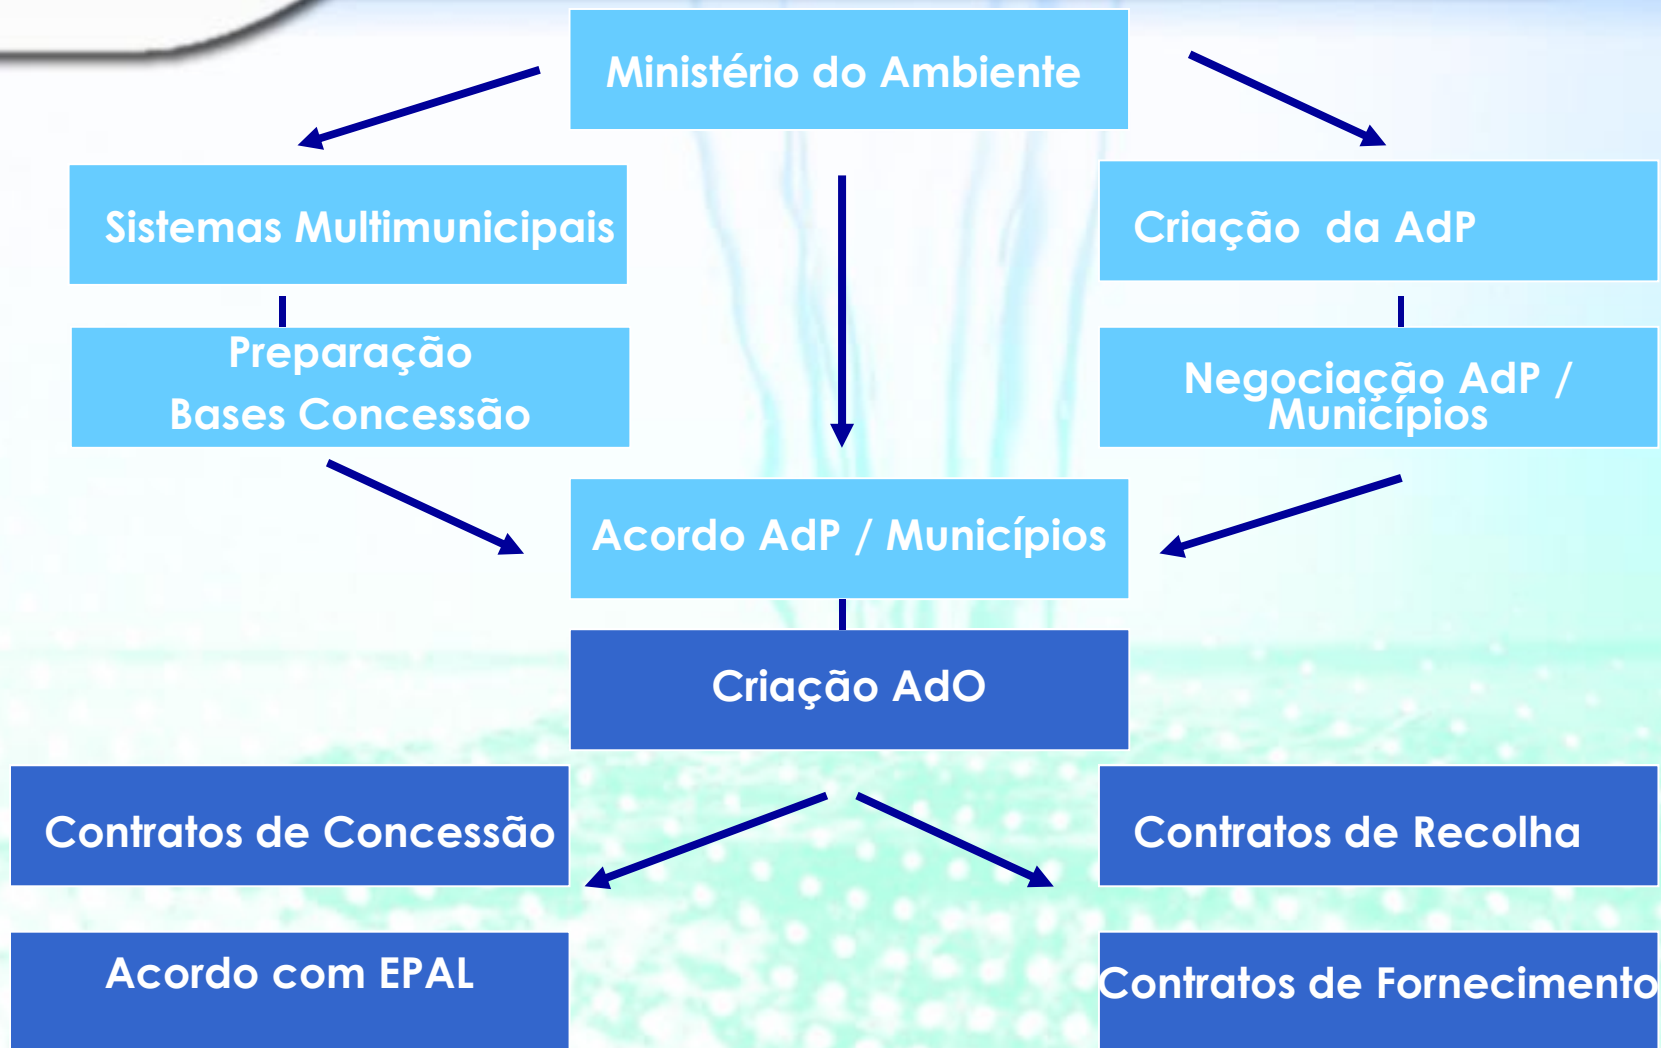 Ministério do Ambiente
Sistemas Multimunicipais
Criação da AdP
Preparação
Bases Concessão
Negociação AdP /
Municípios
Acordo AdP / Municípios
Criação AdO
Contratos de Concessão
Contratos de Recolha
Acordo com EPAL
Contratos de Fornecimento